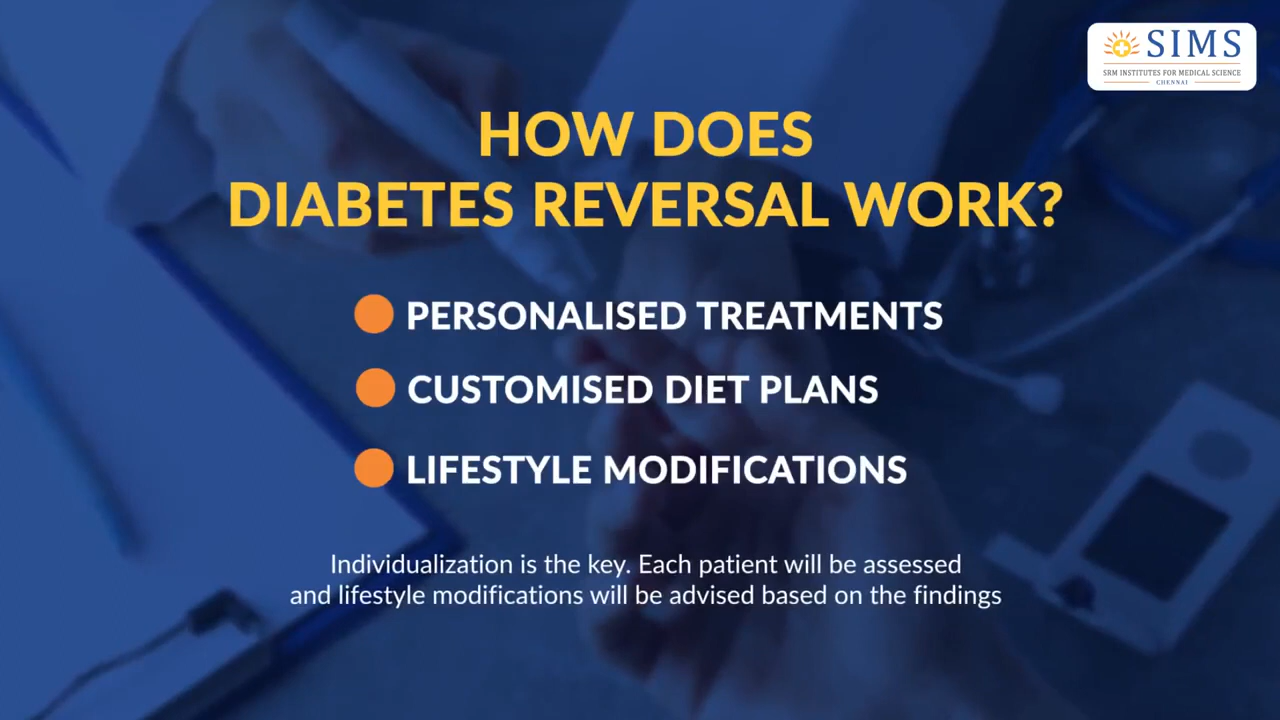 SIMS
SRM INSTITUTES FOR MEDICAL SCIENCE
CHENNAI
HOW DOES
DIABETES REVERSAL WORK?
PERSONALISED TREATMENTS
CUSTOMISED DIET PLANS
LIFESTYLE MODIFICATIONS
Individualization is the key. Each patient will be assessed
and lifestyle modifications will be advised based on the findings